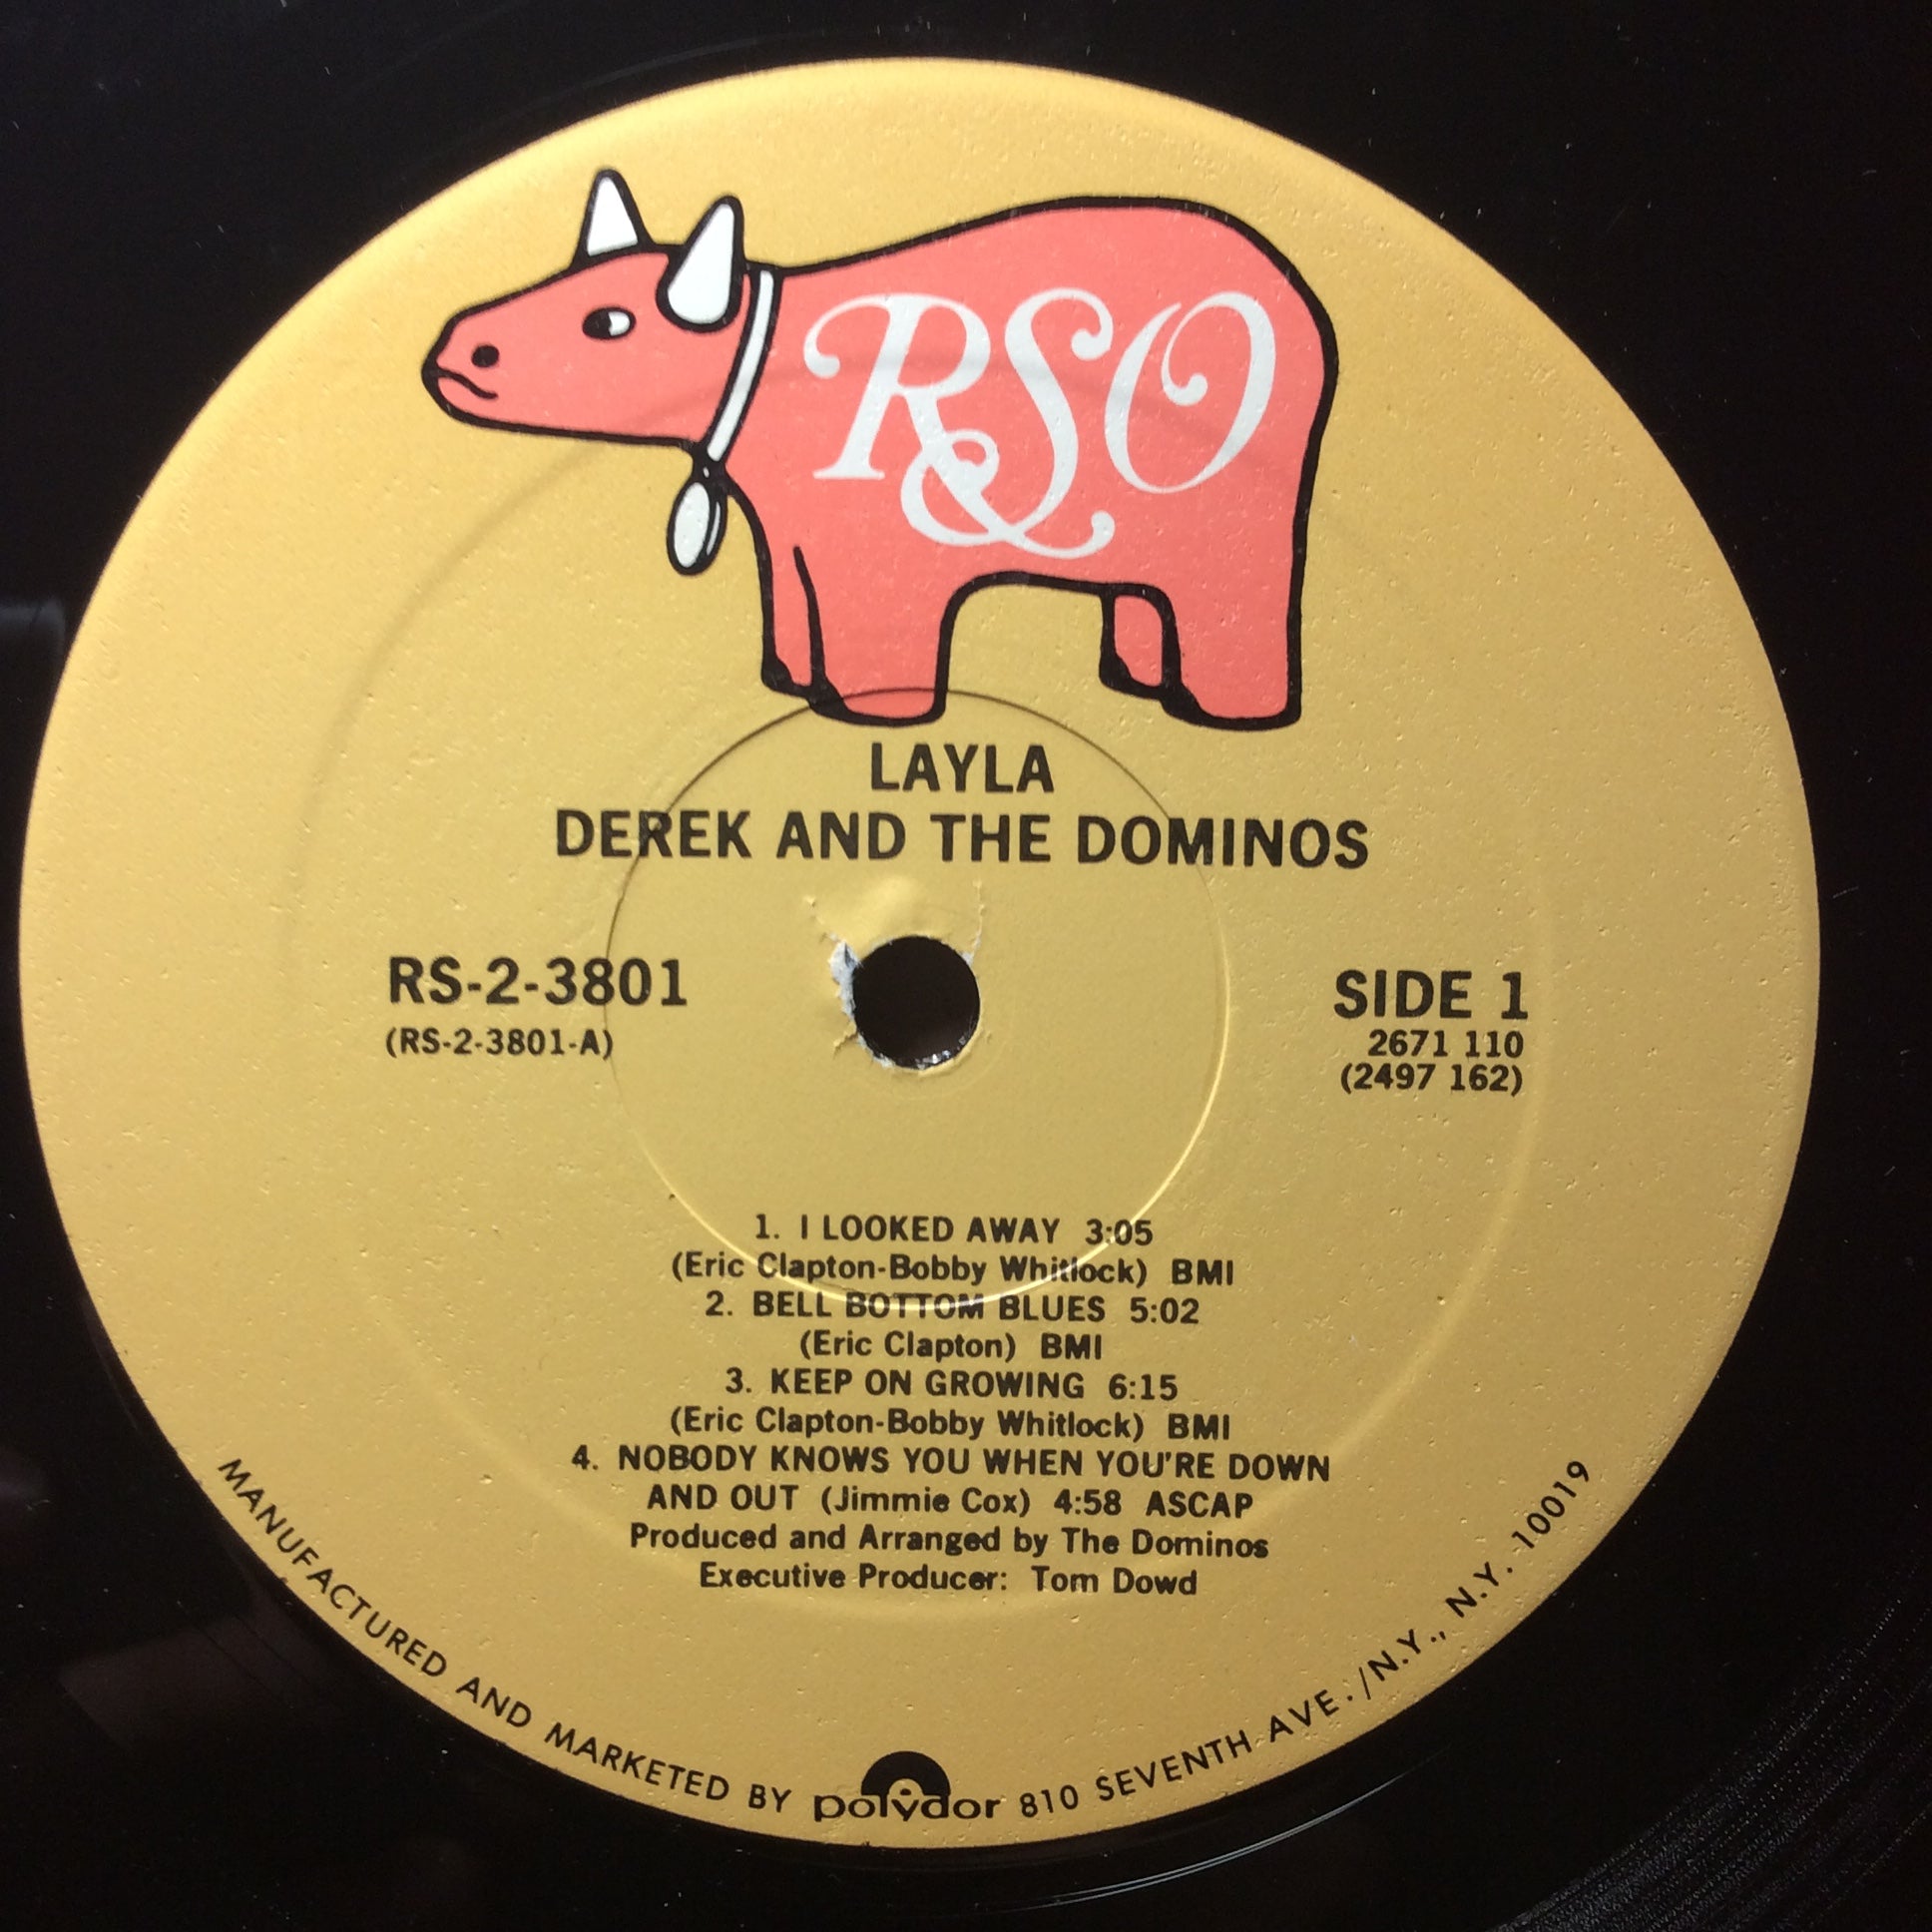 RSO
LAYLA
DEREK AND THE DOMINOS
RS-2-3801
(RS-2-3801-A)
SIDE 1
2671 110
(2497 162)
1. I LOOKED AWAY 3:05
(Eric Clapton-Bobby Whitlock) BMI
2. BELL BOTTOM BLUES 5:02
(Eric Clapton) BMI
3. KEEP ON GROWING 6:15
(Eric Clapton-Bobby Whitlock) BMI
4. NOBODY KNOWS YOU WHEN YOU'RE DOWN
AND OUT (Jimmie Cox) 4:58 ASCAP
Produced and Arranged by The Dominos
Executive Producer: Tom Dowd
MANUFACTURED AND MARKETED BY polydor 810 SEVENTH AVE./N.Y., N.Y. 10019